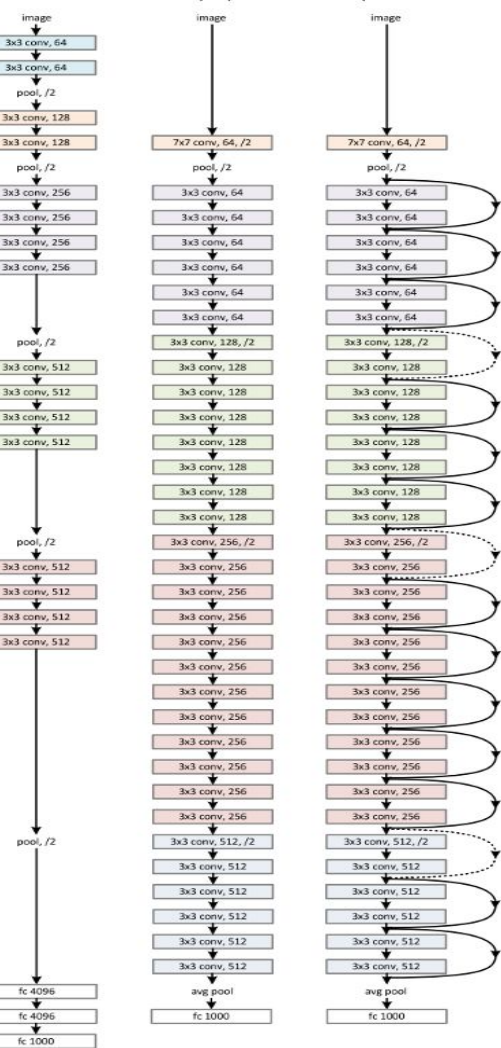 image
3x3 conv, 64
3x3 conv, 64
pool, /2
3x3 conv, 128
3x3 conv, 128
pool, /2
3x3 conv, 256
3x3 conv, 256
3x3 conv, 256
3x3 conv, 256
pool, /2
3x3 conv, 512
3x3 conv, 512
3x3 conv, 512
3x3 conv, 512
pool, /2
3x3 conv, 512
3x3 conv, 512
3x3 conv, 512
3x3 conv, 512
pool, /2
fc 4096
fc 4096
fc 1000
image
7x7 conv, 64, /2
pool, /2
3x3 conv, 64
3x3 conv, 64
3x3 conv, 64
3x3 conv, 64
3x3 conv, 64
3x3 conv, 64
3x3 conv, 128, /2
3x3 conv, 128
3x3 conv, 128
3x3 conv, 128
3x3 conv, 128
3x3 conv, 128
3x3 conv, 128
3x3 conv, 128
3x3 conv, 256, /2
3x3 conv, 256
3x3 conv, 256
3x3 conv, 256
3x3 conv, 256
3x3 conv, 256
3x3 conv, 256
3x3 conv, 256
3x3 conv, 256
3x3 conv, 256
3x3 conv, 256
3x3 conv, 256
3x3 conv, 512, /2
3x3 conv, 512
3x3 conv, 512
3x3 conv, 512
3x3 conv, 512
3x3 conv, 512
avg pool
fc 1000
image
7x7 conv, 64, /2
pool, /2
3x3 conv, 64
3x3 conv, 64
3x3 conv, 64
3x3 conv, 64
3x3 conv, 64
3x3 conv, 64
3x3 conv, 128, /2
3x3 conv, 128
3x3 conv, 128
3x3 conv, 128
3x3 conv, 128
3x3 conv, 128
3x3 conv, 128
3x3 conv, 128
3x3 conv, 256, /2
3x3 conv, 256
3x3 conv, 256
3x3 conv, 256
3x3 conv, 256
3x3 conv, 256
3x3 conv, 256
3x3 conv, 256
3x3 conv, 256
3x3 conv, 256
3x3 conv, 256
3x3 conv, 256
3x3 conv, 512, /2
3x3 conv, 512
3x3 conv, 512
3x3 conv, 512
3x3 conv, 512
3x3 conv, 512
avg pool
fc 1000